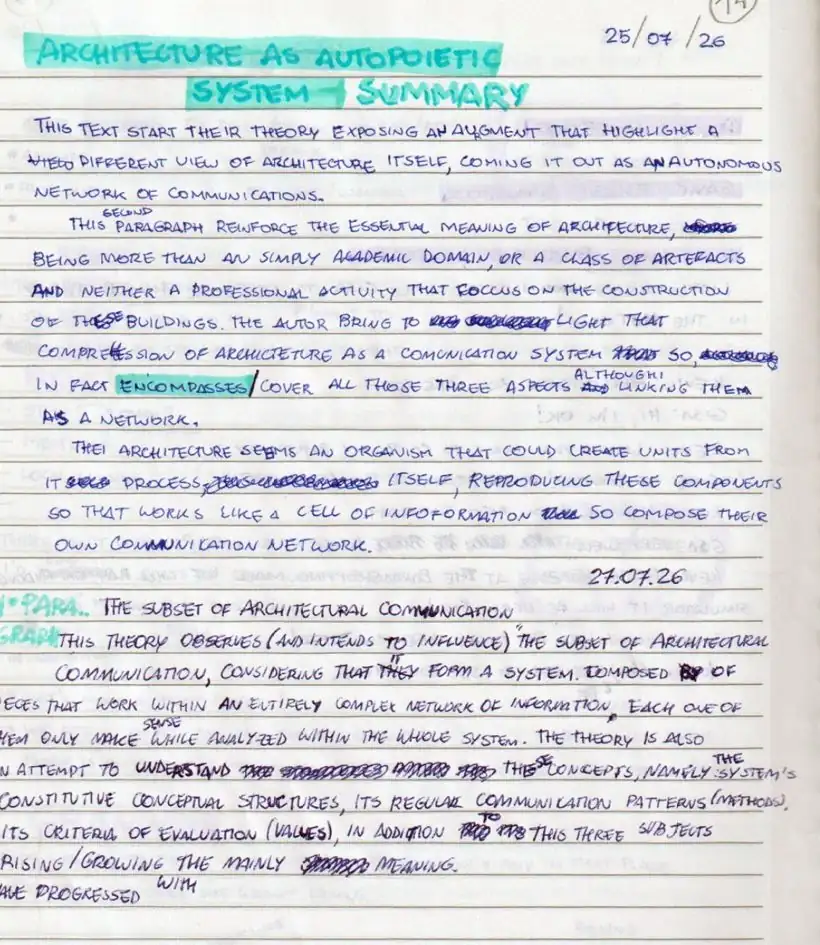 14
25/07/26
ARCHITECTURE AS AUTOPOIETIC
SYSTEM - SUMMARY
THIS TEXT START THEIR THEORY EXPOSING AN AUGMENT THAT HIGHLIGHT A
DIFFERENT VIEW OF ARCHITECTURE ITSELF, COMING IT OUT AS AN AUTONOMOUS
NETWORK OF COMMUNICATIONS.
THIS SECOND PARAGRAPH REINFORCE THE ESSENTIAL MEANING OF ARCHITECTURE,
BEING MORE THAN AN SIMPLY ACADEMIC DOMAIN, OR A CLASS OF ARTEFACTS
AND NEITHER A PROFESSIONAL ACTIVITY THAT FOCCUS ON THE CONSTRUCTION
OF THESE BUILDINGS. THE AUTOR BRING TO LIGHT THAT
COMPREHSSION OF ARCHICTETURE AS A COMUNICATION SYSTEM SO,
IN FACT ENCOMPASSES/COVER ALL THOSE THREE ASPECTS ALTHOUGHT LINKING THEM
AS A NETWORK.
THEI ARCHITECTURE SEEMS AN ORGANISM THAT COULD CREATE UNITS FROM
IT PROCESS, ITSELF, REPRODUCING THESE COMPONENTS
SO THAT WORKS LIKE A CELL OF INFOFORMATION SO COMPOSE THEIR
OWN COMMUNICATION NETWORK.
27.07.26
PARA.. THE SUBSET OF ARCHITECTURAL COMMUNICATION
GRAPH THIS THEORY OBSERVES (AND INTENDS TO INFLUENCE) "THE SUBSET OF ARCHITECTURAL
COMMUNICATION, CONSIDERING THAT IT FORM A SYSTEM. COMPOSED OF
ECES THAT WORK WITHIN AN ENTIRELY COMPLEX NETWORK OF INFORMATION, EACH ONE OF
HEM ONLY MAKE SENSE WHILE ANALYZED WITHIN THE WHOLE SYSTEM. THE THEORY IS ALSO
N ATTEMPT TO UNDERSTAND THESE CONCEPTS, NAMELY: THE SYSTEM'S
CONSTITUTIVE CONCEPTUAL STRUCTURES, ITS REGULAR COMMUNICATION PATTERNS (METHODS),
ITS CRITERIA OF EVALUATION (VALUES), IN ADDITION TO THIS THREE SUBJECTS
RISING/GROWING THE MAINLY MEANING.
AVE PROGRESSED WITH